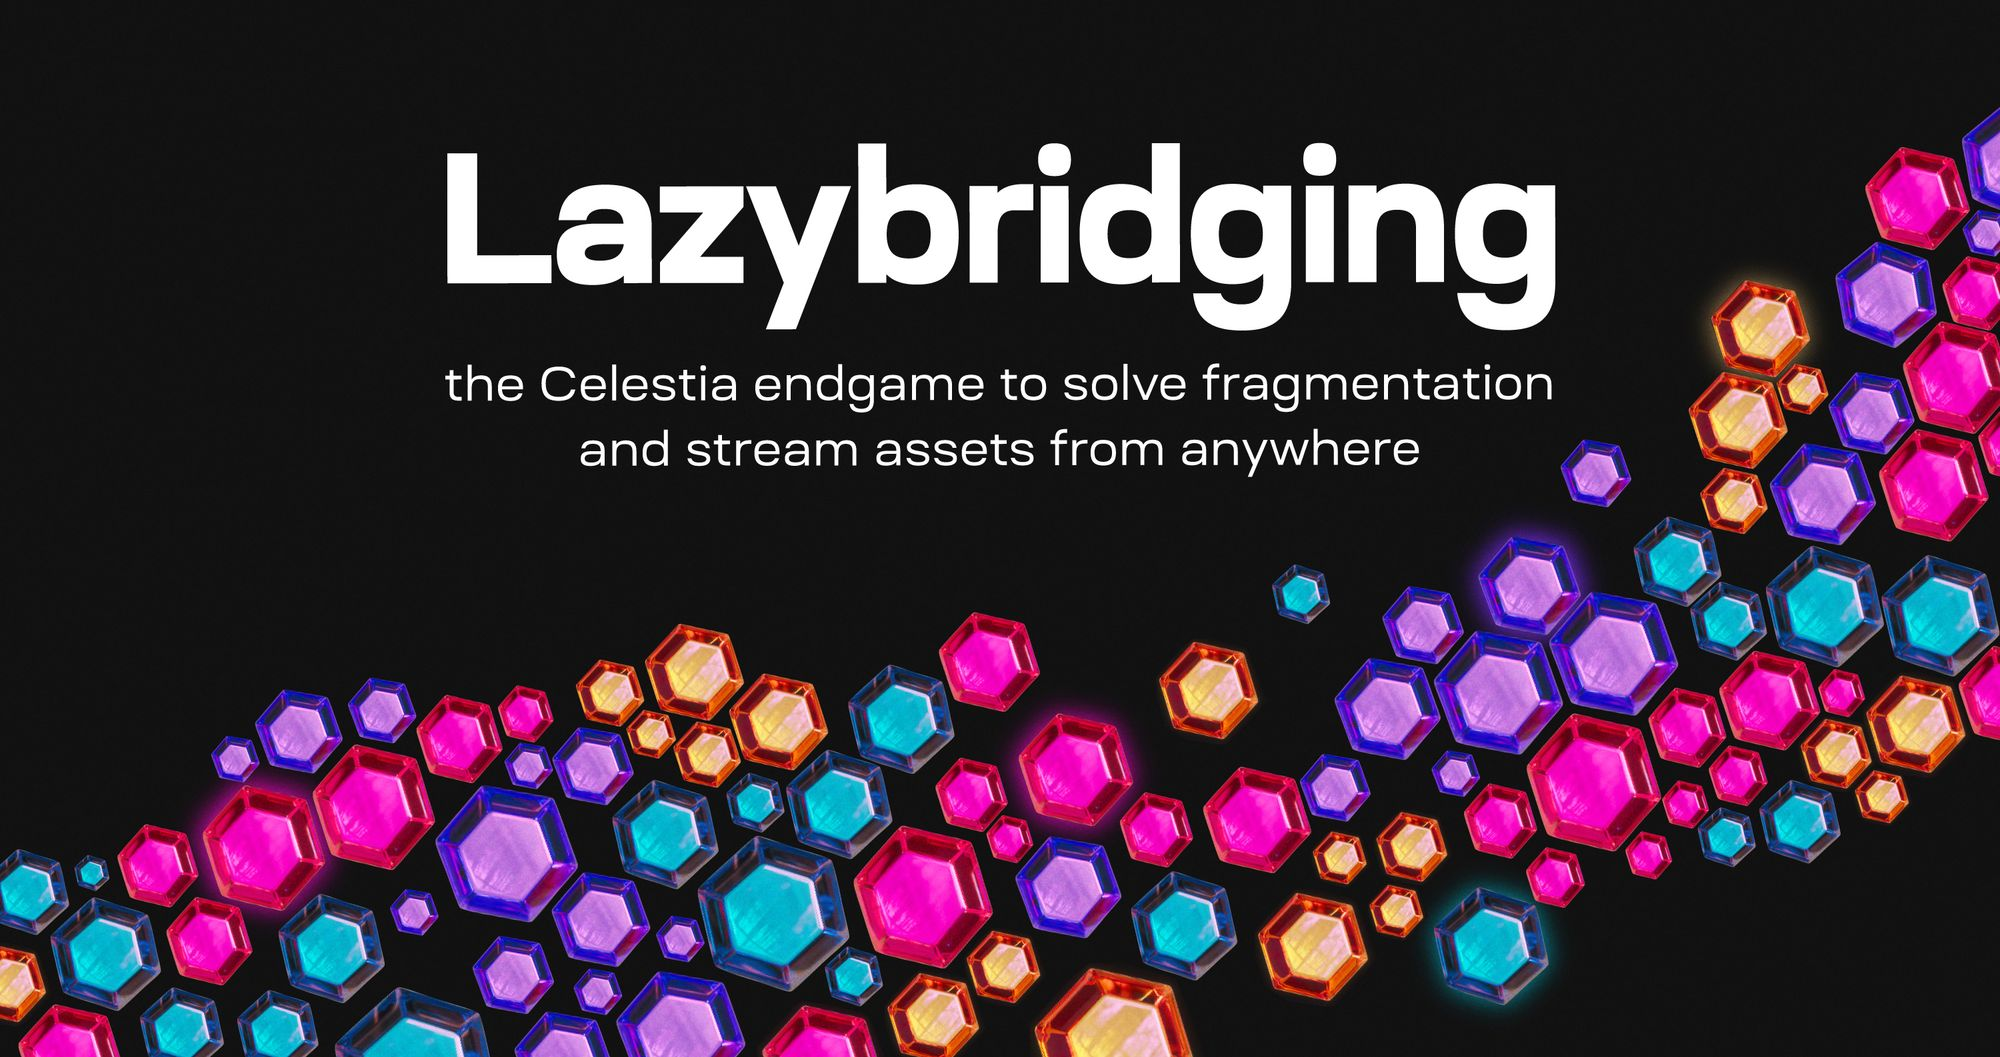 Lazybridging
the Celestia endgame to solve fragmentation
and stream assets from anywhere